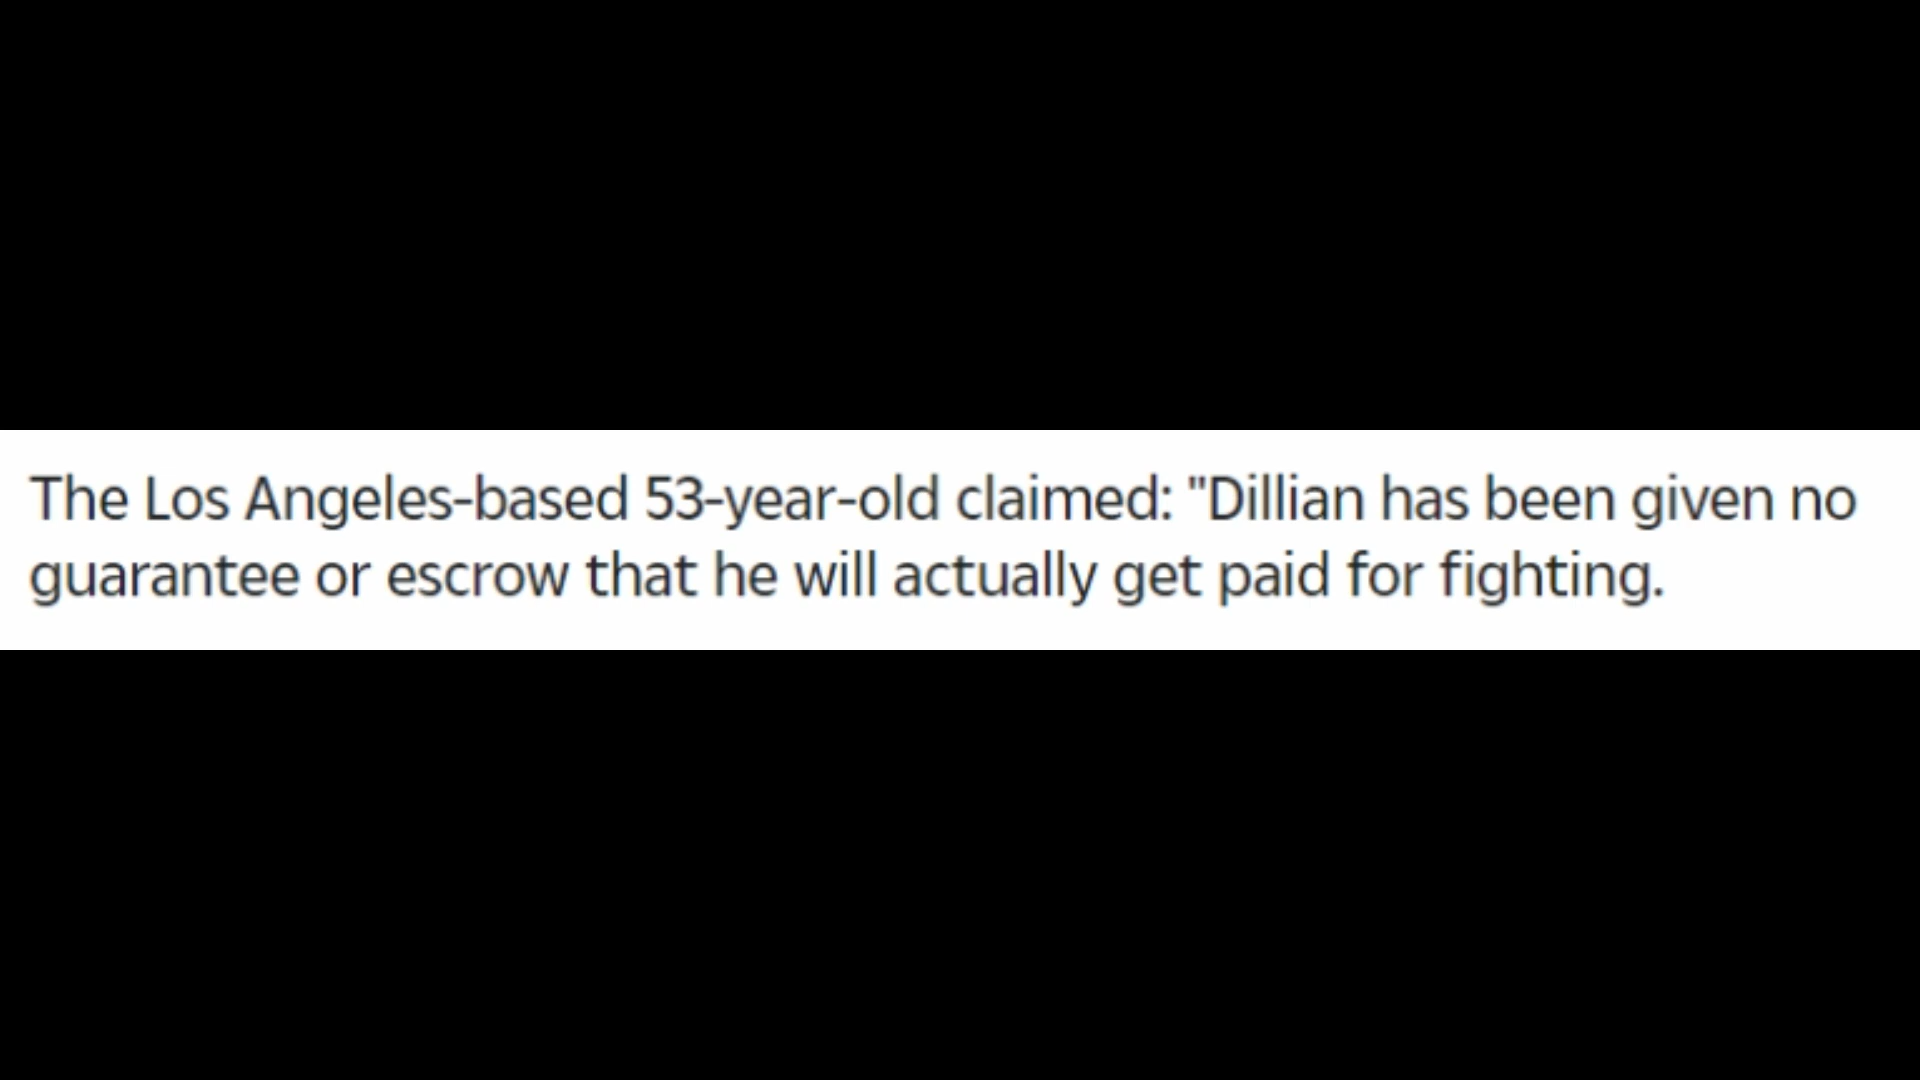 The Los Angeles-based 53-year-old claimed: "Dillian has been given no
guarantee or escrow that he will actually get paid for fighting.